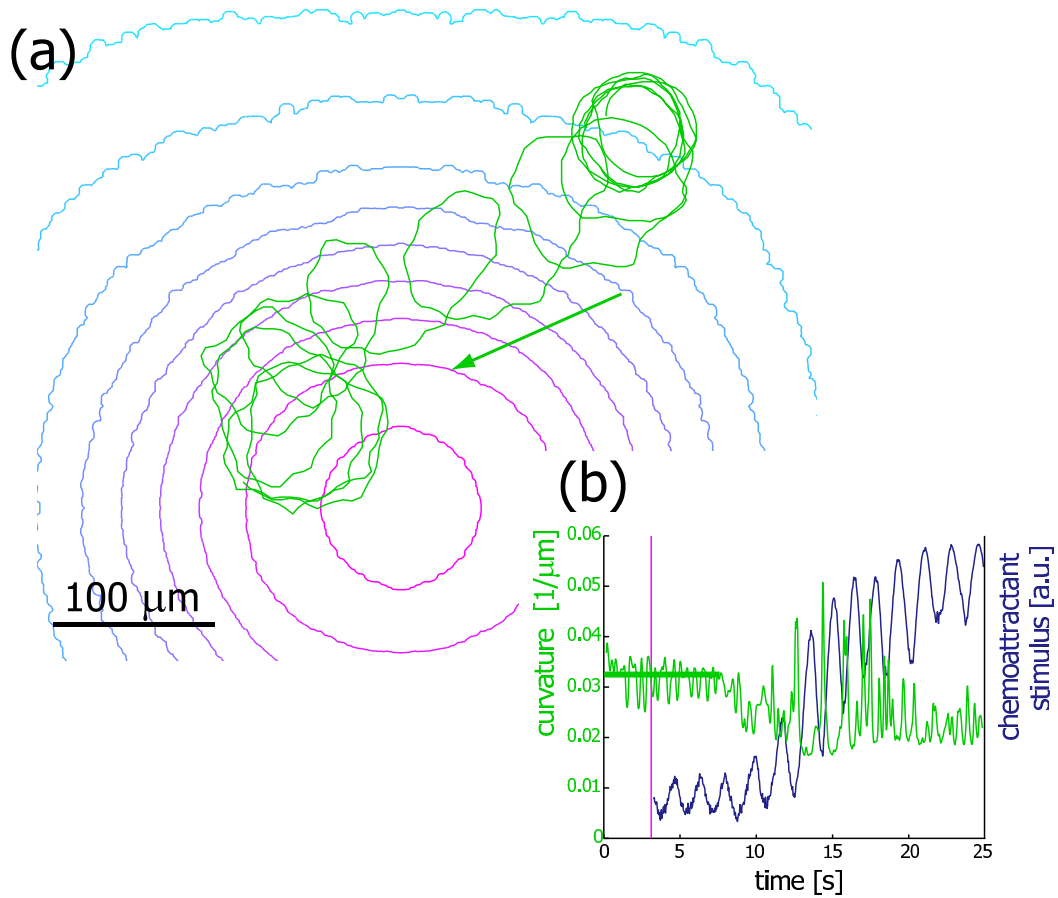 (a)
100 μm
(b)
curvature [1/μm]
0.06
0.05
0.04
0.03
0.02
0.01
0
0 5 10 15 20 25
time [s]
chemoattractant
stimulus [a.u.]